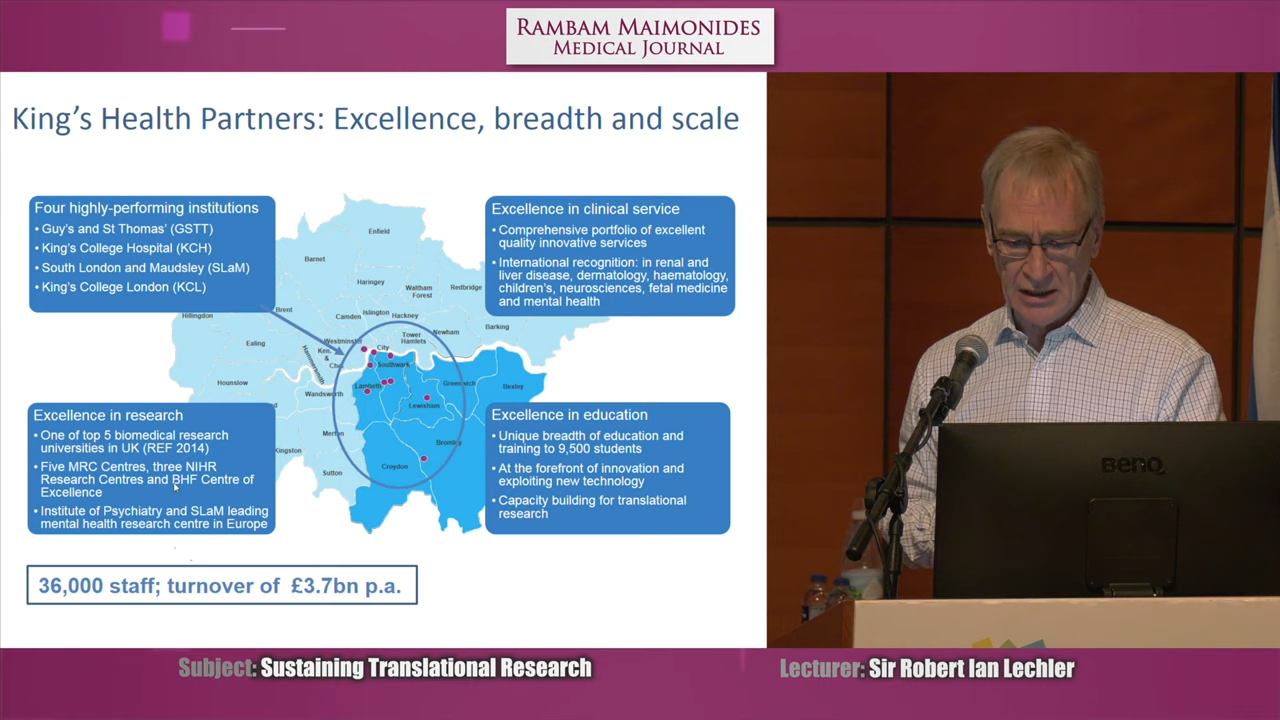 RAMBAM MAIMONIDES
MEDICAL JOURNAL
King's Health Partners: Excellence, breadth and scale
Four highly-performing institutions
• Guy's and St Thomas' (GSTT)
• King's College Hospital (KCH)
• South London and Maudsley (SLaM)
• King's College London (KCL)
Excellence in clinical service
• Comprehensive portfolio of excellent
quality innovative services
• International recognition: in renal and
liver disease, dermatology, haematology,
children's, neurosciences, fetal medicine
and mental health
Enfield
Barnet
Haringey
Waltham
Forest
Redbridge
Hillingdon
Brent
Camden
Islington
Hackney
Barking
Newham
Tower
Hamlets
Ealing
Westminster
City
Ken.
&
Hammersmith
Southwark
Hounslow
Wandsworth
Lambeth
Lewisham
Greenwich
Bexley
Kingston
Sutton
Croydon
Bromley
Excellence in research
• One of top 5 biomedical research
universities in UK (REF 2014)
• Five MRC Centres, three NIHR
Research Centres and BHF Centre of
Excellence
• Institute of Psychiatry and SLaM leading
mental health research centre in Europe
Excellence in education
• Unique breadth of education and
training to 9,500 students
• At the forefront of innovation and
exploiting new technology
• Capacity building for translational
research
36,000 staff; turnover of £3.7bn p.a.
BenQ
Subject: Sustaining Translational Research
Lecturer: Sir Robert Ian Lechler